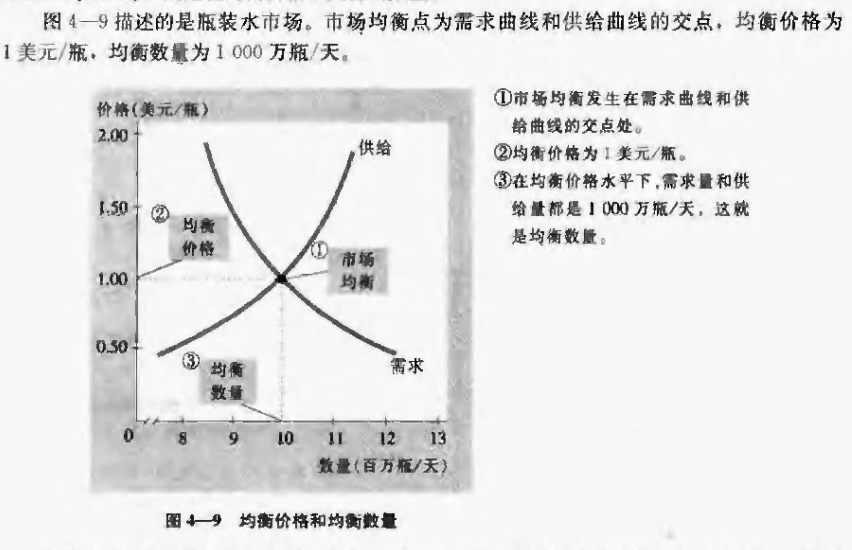 图 4—9 描述的是瓶装水市场。市场均衡点为需求曲线和供给曲线的交点，均衡价格为
1 美元/瓶，均衡数量为 1 000 万瓶/天。
价格(美元/瓶)
2.00
1.50
1.00
0.50
0
8
9
10
11
12
13
数量(百万瓶/天)
供给
需求
②
均衡
价格
①
市场
均衡
③
均衡
数量
①市场均衡发生在需求曲线和供
给曲线的交点处。
②均衡价格为 1 美元/瓶。
③在均衡价格水平下,需求量和供
给量都是 1 000 万瓶/天，这就
是均衡数量。
图 4—9 均衡价格和均衡数量